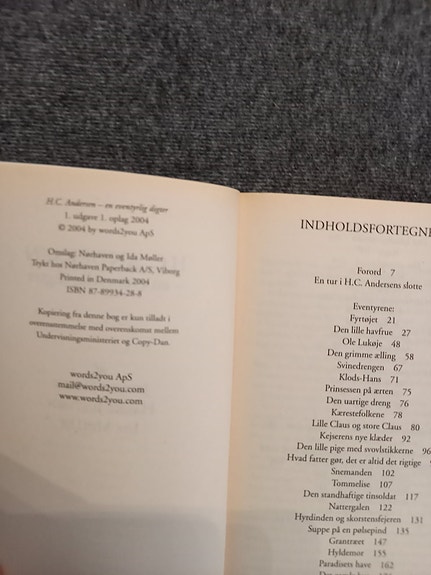 H.C. Andersen – en eventyrlig digter
1. udgave 1. oplag 2004
© 2004 by words2you ApS
Omslag: Nørhaven og Ida Møller
Trykt hos Nørhaven Paperback A/S, Viborg
Printed in Denmark 2004
ISBN 87-89934-28-8
Kopiering fra denne bog er kun tilladt i
overensstemmelse med overenskomst mellem
Undervisningsministeriet og Copy-Dan.
words2you ApS
mail@words2you.com
www.words2you.com
INDHOLDSFORTEGNE
Forord 7
En tur i H.C. Andersens slotte
Eventyrene:
Fyrtøjet 21
Den lille havfrue 27
Ole Lukøje 48
Den grimme ælling 58
Svinedrengen 67
Klods-Hans 71
Prinsessen på ærten 75
Den uartige dreng 76
Kærestefolkene 78
Lille Claus og store Claus 80
Kejserens nye klæder 92
Den lille pige med svovlstikkerne 96
Hvad fatter gør, det er altid det rigtige 9
Snemanden 102
Tommelise 107
Den standhaftige tinsoldat 117
Nattergalen 122
Hyrdinden og skorstensfejeren 131
Suppe på en pølsepind 135
Grantræet 147
Hyldemor 155
Paradisets have 162